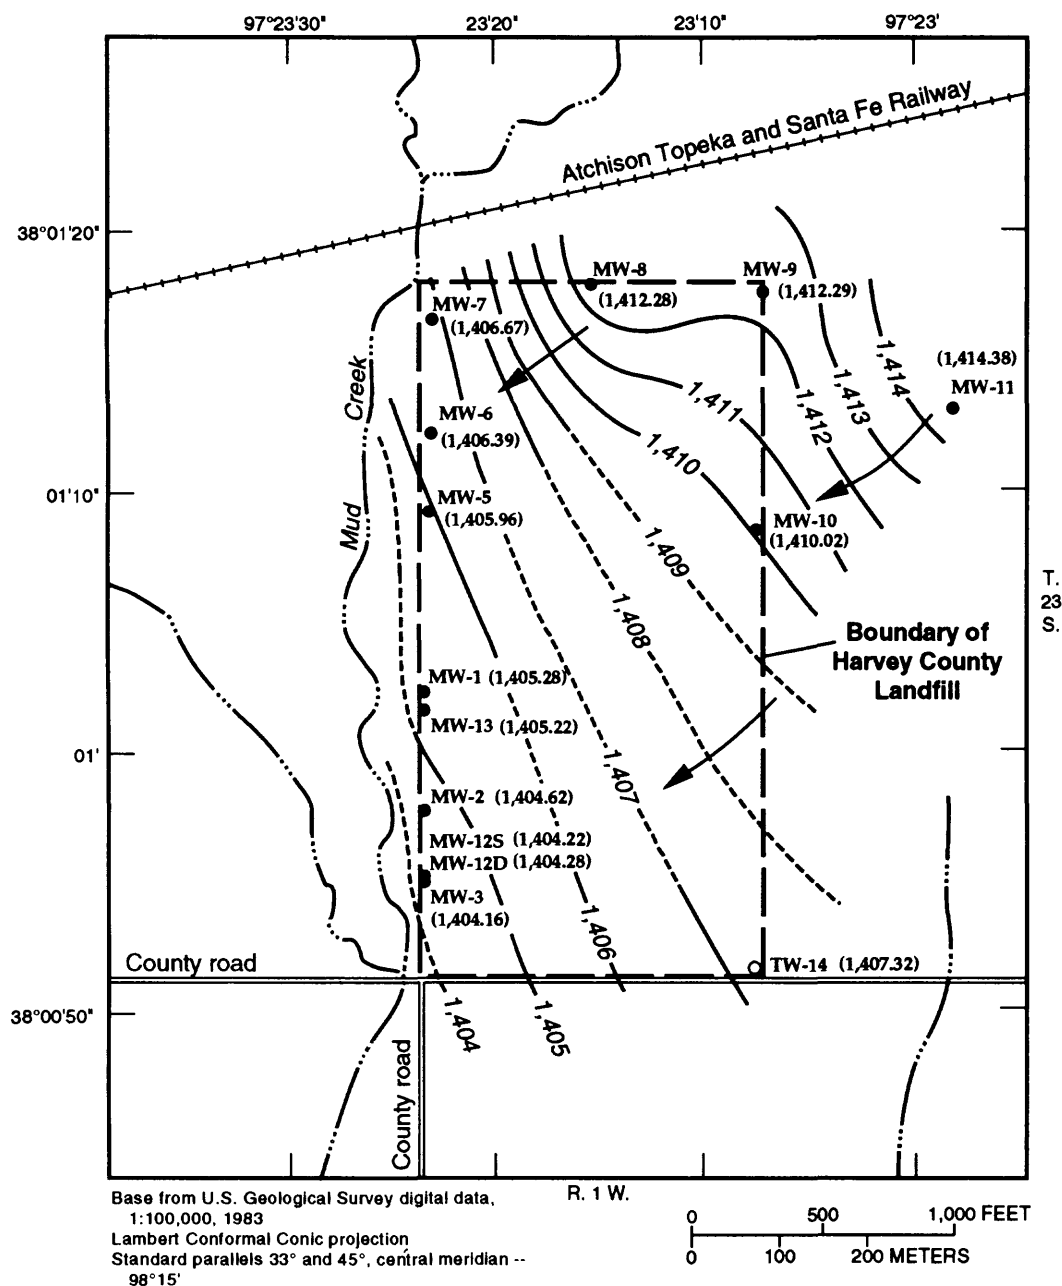 97°23'30"
23'20"
23'10"
97°23'
Atchison Topeka and Santa Fe Railway
38°01'20"
MW-8
(1,412.28)
MW-9
(1,412.29)
MW-7
(1,406.67)
(1,414.38)
MW-11
1,414
1,413
1,412
1,411
1,410
Creek
Mud
MW-6
(1,406.39)
01'10"
MW-5
(1,405.96)
MW-10
(1,410.02)
1,409
1,408
T.
23
S.
Boundary of
Harvey County
Landfill
MW-1 (1,405.28)
MW-13 (1,405.22)
01'
1,407
MW-2 (1,404.62)
MW-12S (1,404.22)
MW-12D (1,404.28)
MW-3
(1,404.16)
1,406
County road
TW-14 (1,407.32)
38°00'50"
1,404
1,405
County road
R. 1 W.
Base from U.S. Geological Survey digital data,
1:100,000, 1983
Lambert Conformal Conic projection
Standard parallels 33° and 45°, central meridian --
98°15'
0 500 1,000 FEET
0 100 200 METERS